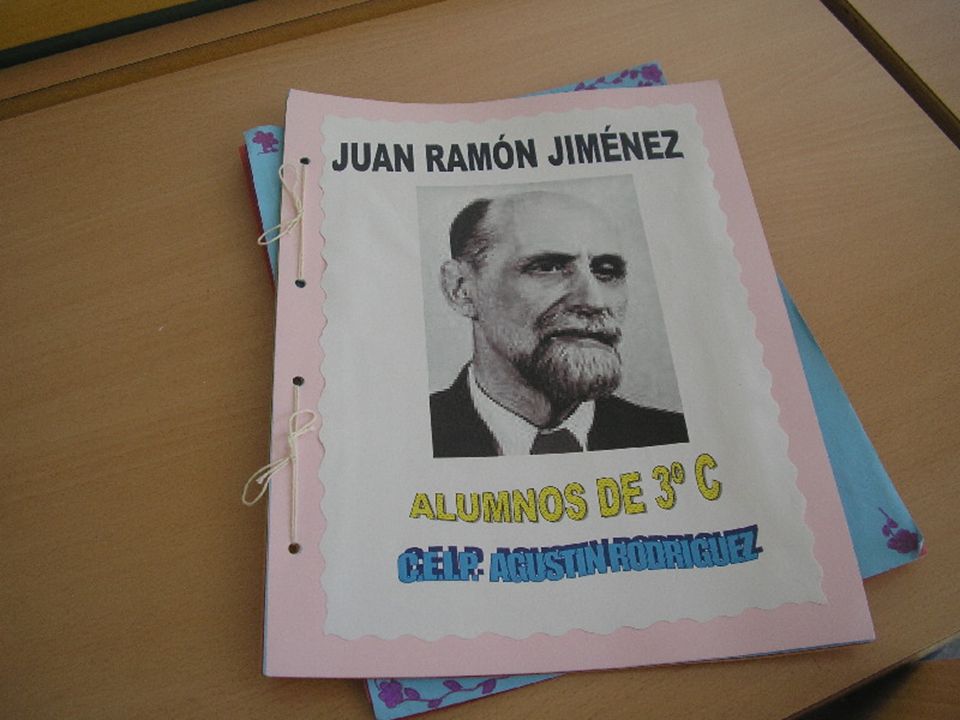 JUAN RAMÓN JIMÉNEZ
ALUMNOS DE 3º C
C.E.I.P. AGUSTIN RODRIGUEZ